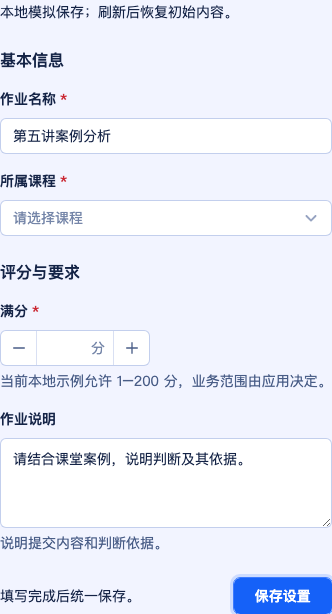 本地模拟保存；刷新后恢复初始内容。
基本信息
作业名称 *
第五讲案例分析
所属课程 *
请选择课程
评分与要求
满分 *
− 分 +
当前本地示例允许 1–200 分，业务范围由应用决定。
作业说明
请结合课堂案例，说明判断及其依据。
说明提交内容和判断依据。
填写完成后统一保存。
保存设置